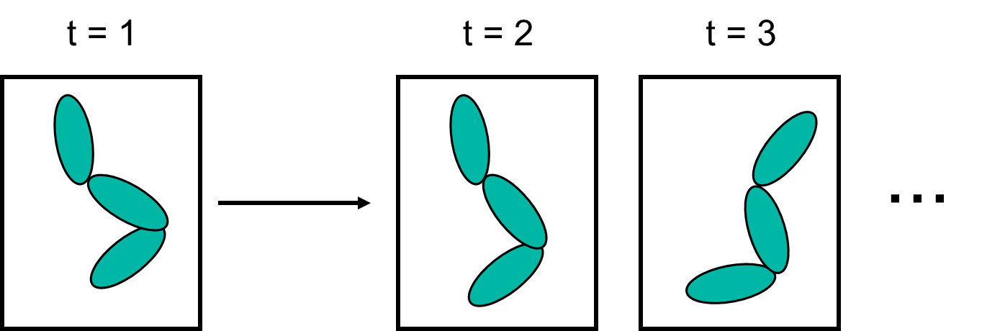 t = 1
t = 2
t = 3
...